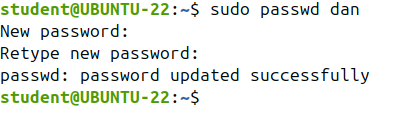 student@UBUNTU-22:~$ sudo passwd dan
New password:
Retype new password:
passwd: password updated successfully
student@UBUNTU-22:~$